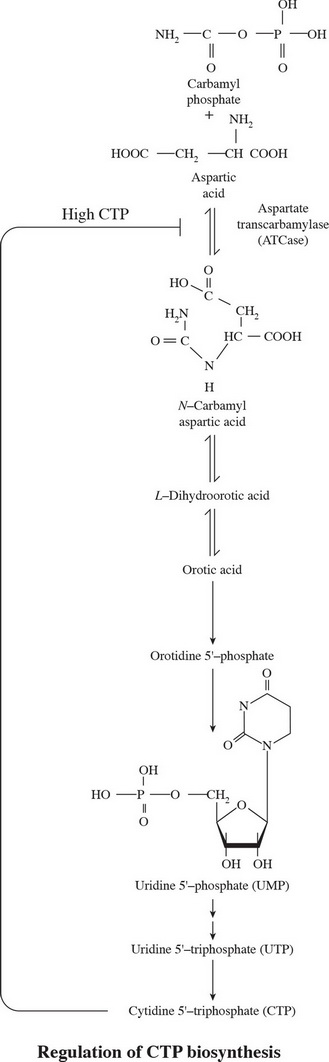 OH
NH2 — C — O — P — OH
O O
Carbamyl
phosphate
+
NH2
HOOC — CH2 — CH COOH
Aspartic
acid
High CTP
Aspartate
transcarbamylase
(ATCase)
O
HO
C
CH2
H2N
HC — COOH
O = C
N
H
N–Carbamyl
aspartic acid
L–Dihydroorotic acid
Orotic acid
Orotidine 5'–phosphate
O
N
O
N
OH
HO — P — O — CH2
O
O
OH OH
Uridine 5'–phosphate (UMP)
Uridine 5'–triphosphate (UTP)
Cytidine 5'–triphosphate (CTP)
Regulation of CTP biosynthesis